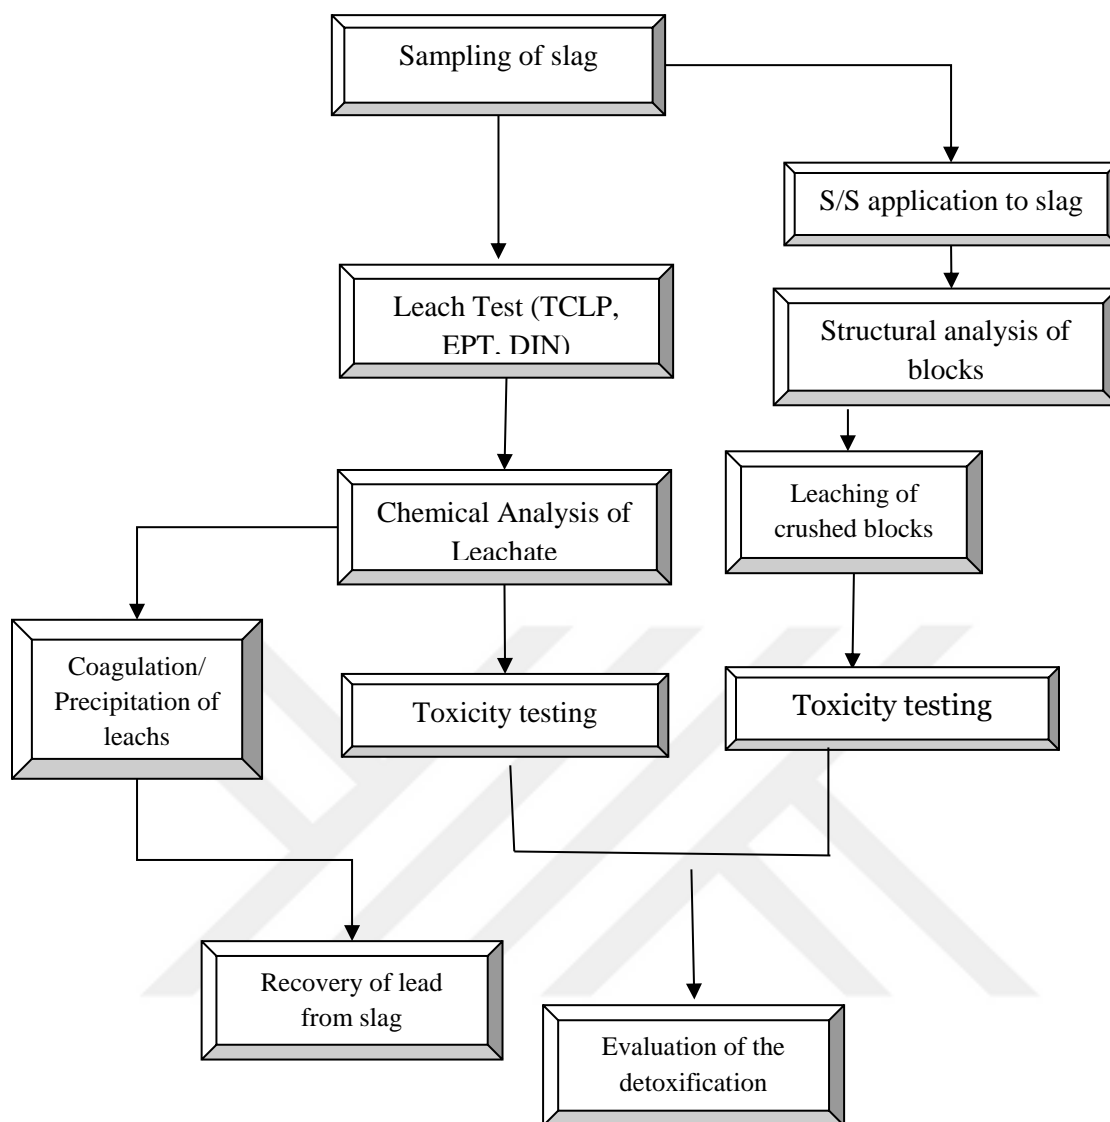 Sampling of slag
S/S application to slag
Leach Test (TCLP,
EPT, DIN)
Structural analysis of
blocks
Chemical Analysis of
Leachate
Leaching of
crushed blocks
Coagulation/
Precipitation of
leachs
Toxicity testing
Toxicity testing
Recovery of lead
from slag
Evaluation of the
detoxification